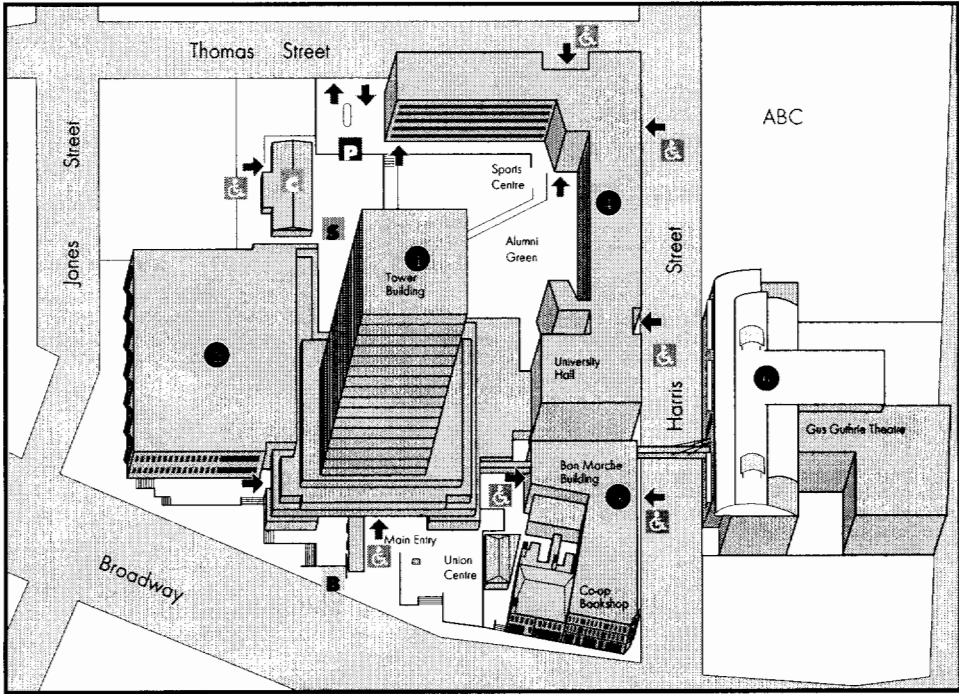 Thomas Street
ABC
Jones Street
P
C
Sports
Centre
S
Alumni
Green
Tower
Building
Harris Street
University
Hall
Gus Guthrie Theatre
Bon Marche
Building
Main Entry
Union
Centre
Co-op
Bookshop
B
Broadway